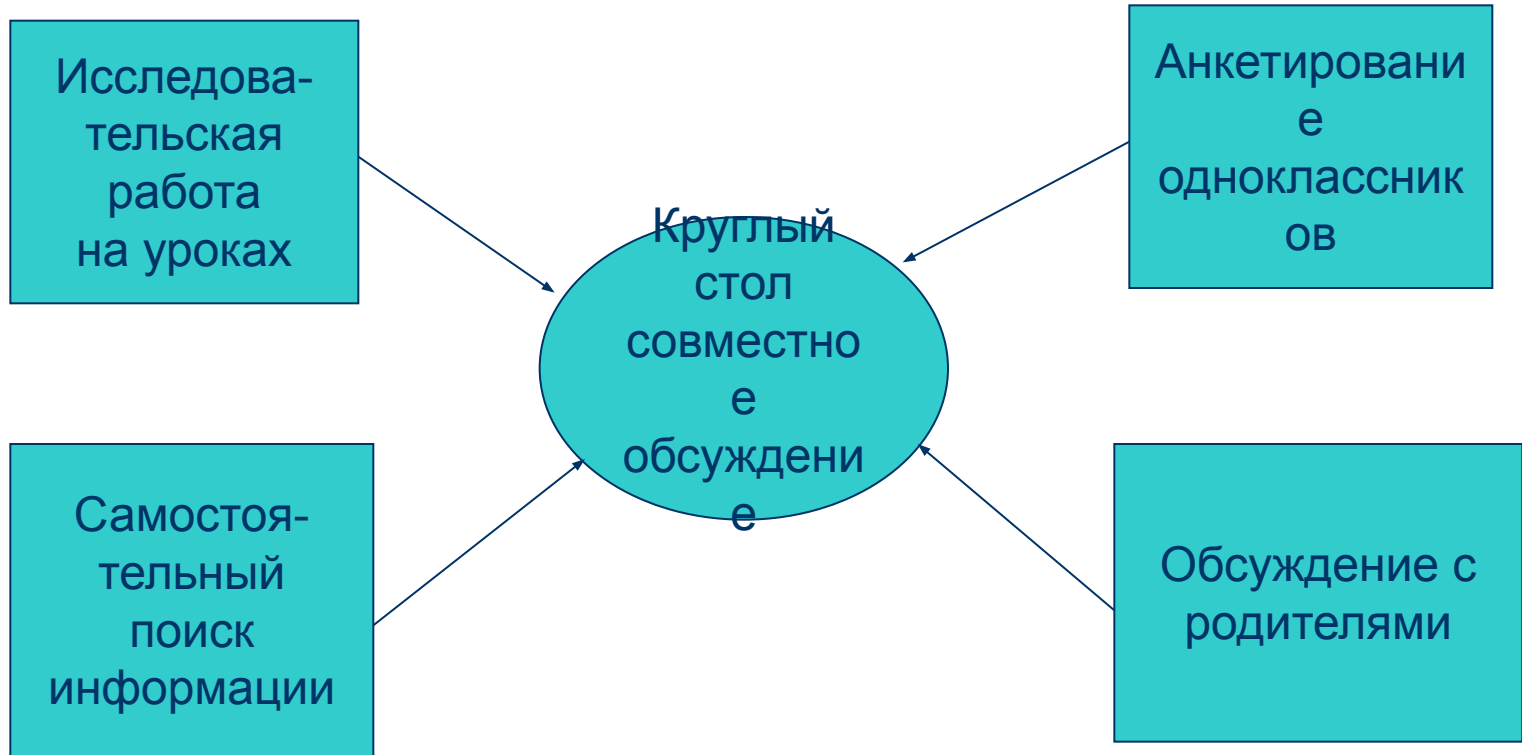 Исследова-
тельская
работа
на уроках
Анкетировани
е
одноклассник
ов
Круглый
стол
совместно
е
обсуждени
е
Самостоя-
тельный
поиск
информации
Обсуждение с
родителями